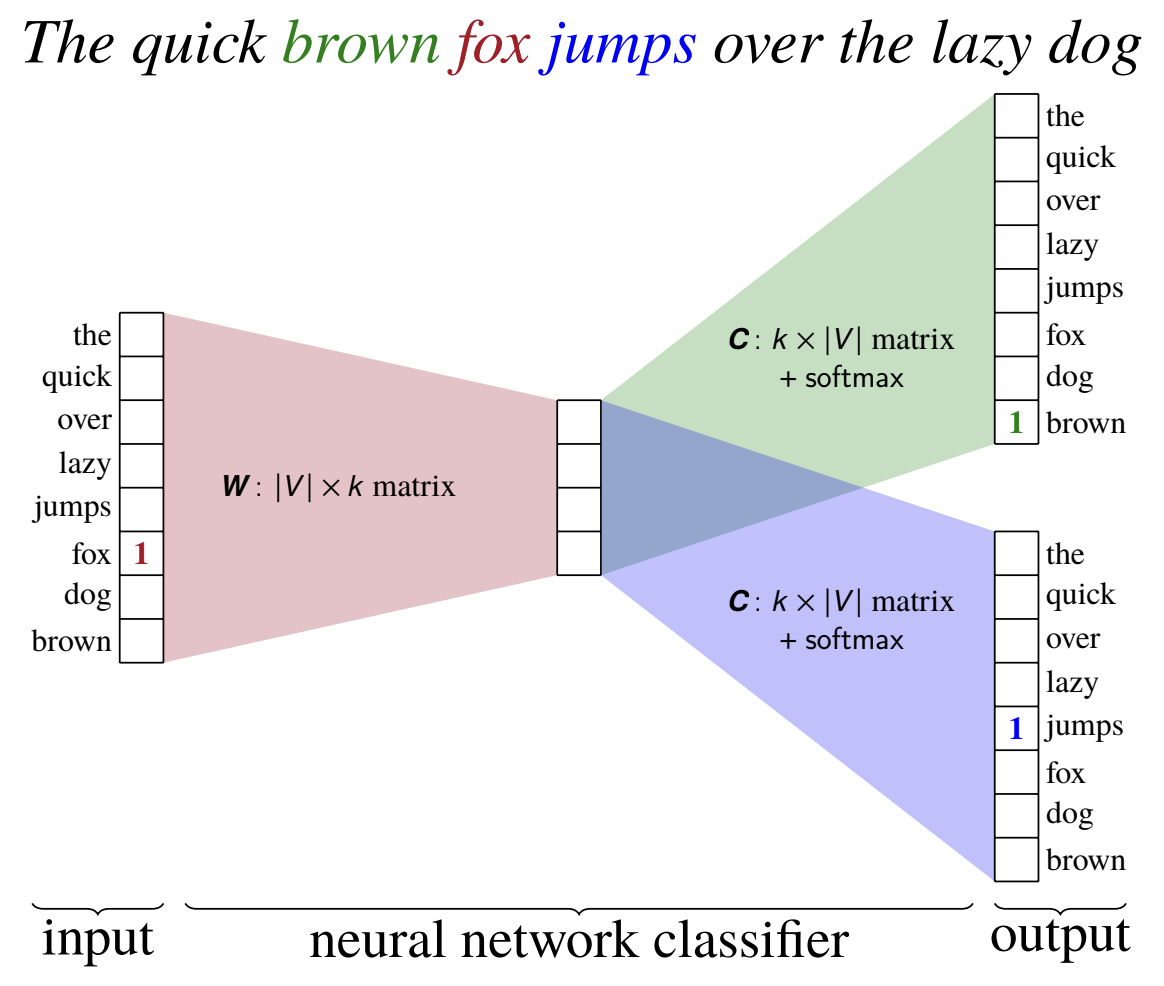 The quick brown fox jumps over the lazy dog
the
quick
over
lazy
jumps
fox 1
dog
brown
W : |V| × k matrix
C : k × |V| matrix
+ softmax
the
quick
over
lazy
jumps
fox
dog
1 brown
C : k × |V| matrix
+ softmax
the
quick
over
lazy
1 jumps
fox
dog
brown
input
neural network classifier
output